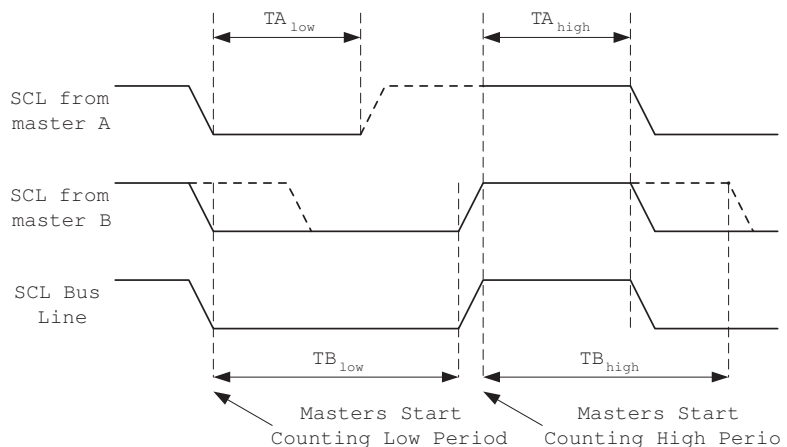 TA low
TA high
SCL from
master A
SCL from
master B
SCL Bus
Line
TB low
TB high
Masters Start
Counting Low Period
Masters Start
Counting High Perio